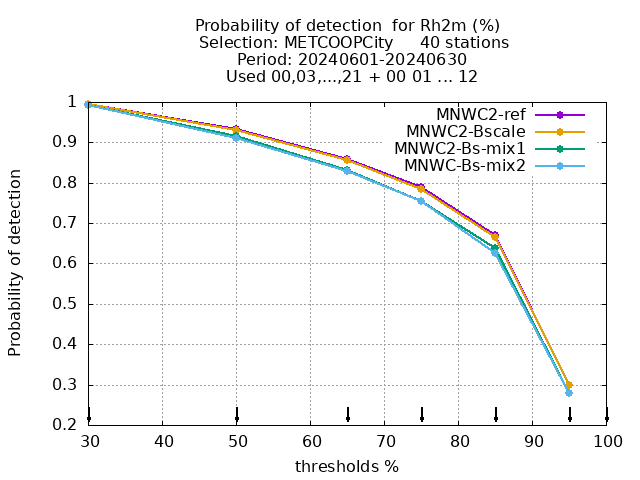 Probability of detection  for Rh2m (%)
Selection: METCOOPCity     40 stations
Period: 20240601-20240630
Used 00,03,...,21 + 00 01 ... 12
MNWC2-ref
MNWC2-Bscale
MNWC2-Bs-mix1
MNWC-Bs-mix2
Probability of detection
1
0.9
0.8
0.7
0.6
0.5
0.4
0.3
0.2
30 40 50 60 70 80 90 100
thresholds %